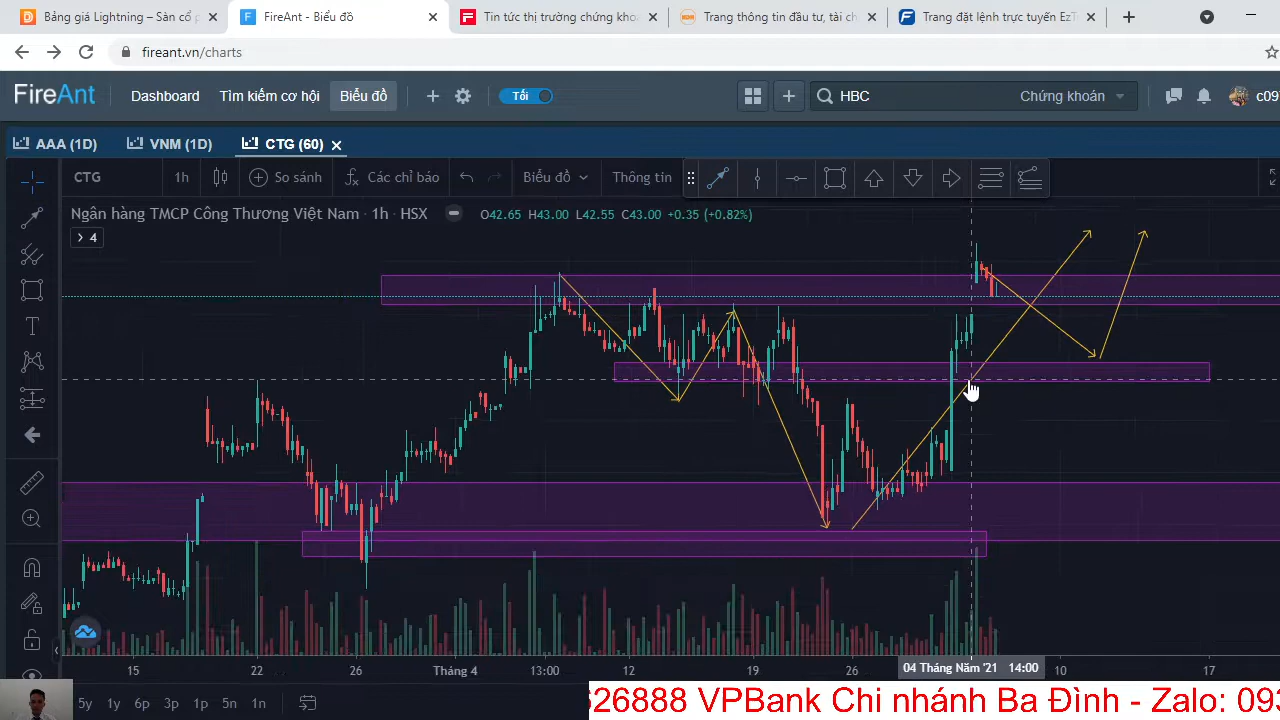 Bảng giá Lightning – Sàn cổ p
FireAnt - Biểu đồ
Tin tức thị trường chứng kho
Trang thông tin đầu tư, tài ch
Trang đặt lệnh trực tuyến EzT
fireant.vn/charts
FireAnt
Dashboard
Tìm kiếm cơ hội
Biểu đồ
Tối
HBC
Chứng khoán
c09
AAA (1D)
VNM (1D)
CTG (60)
CTG
1h
So sánh
Các chỉ báo
Biểu đồ
Thông tin
Ngân hàng TMCP Công Thương Việt Nam · 1h · HSX
O42.65 H43.00 L42.55 C43.00 +0.35 (+0.82%)
4
15
22
26
Tháng 4
13:00
12
19
26
04 Tháng Năm '21 14:00
10
17
5y
1y
6p
3p
1p
5n
1n
626888 VPBank Chi nhánh Ba Đình - Zalo: 093